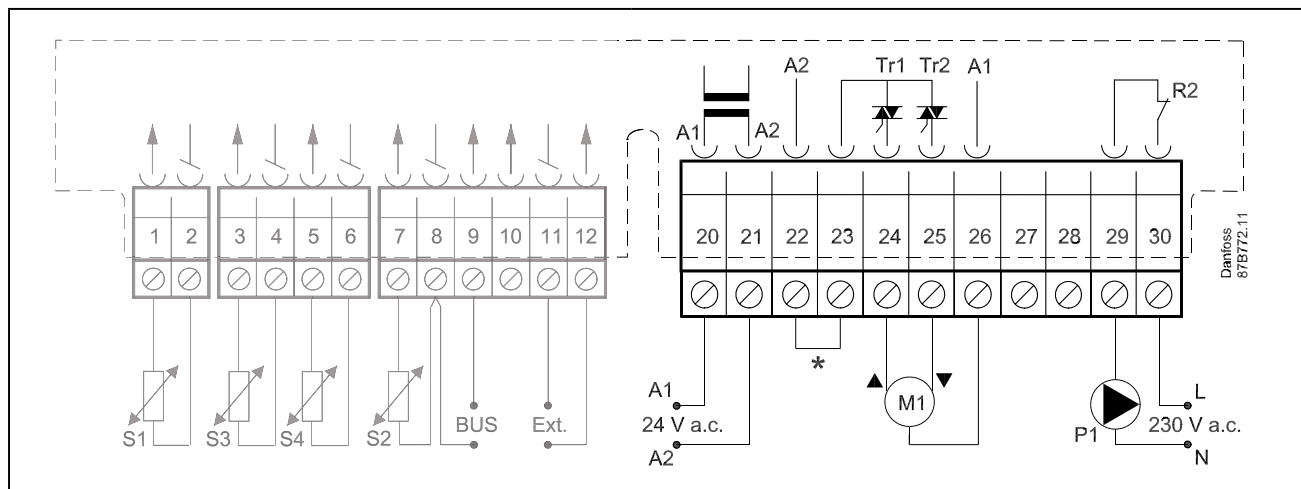 A2 Tr1 Tr2 A1
R2
A1 A2
1 2 3 4 5 6 7 8 9 10 11 12
20 21 22 23 24 25 26 27 28 29 30
Danfoss
87B772.11
*
A1 M1 L
S1 S3 S4 S2 BUS Ext. 24 V a.c. P1 230 V a.c.
A2 N